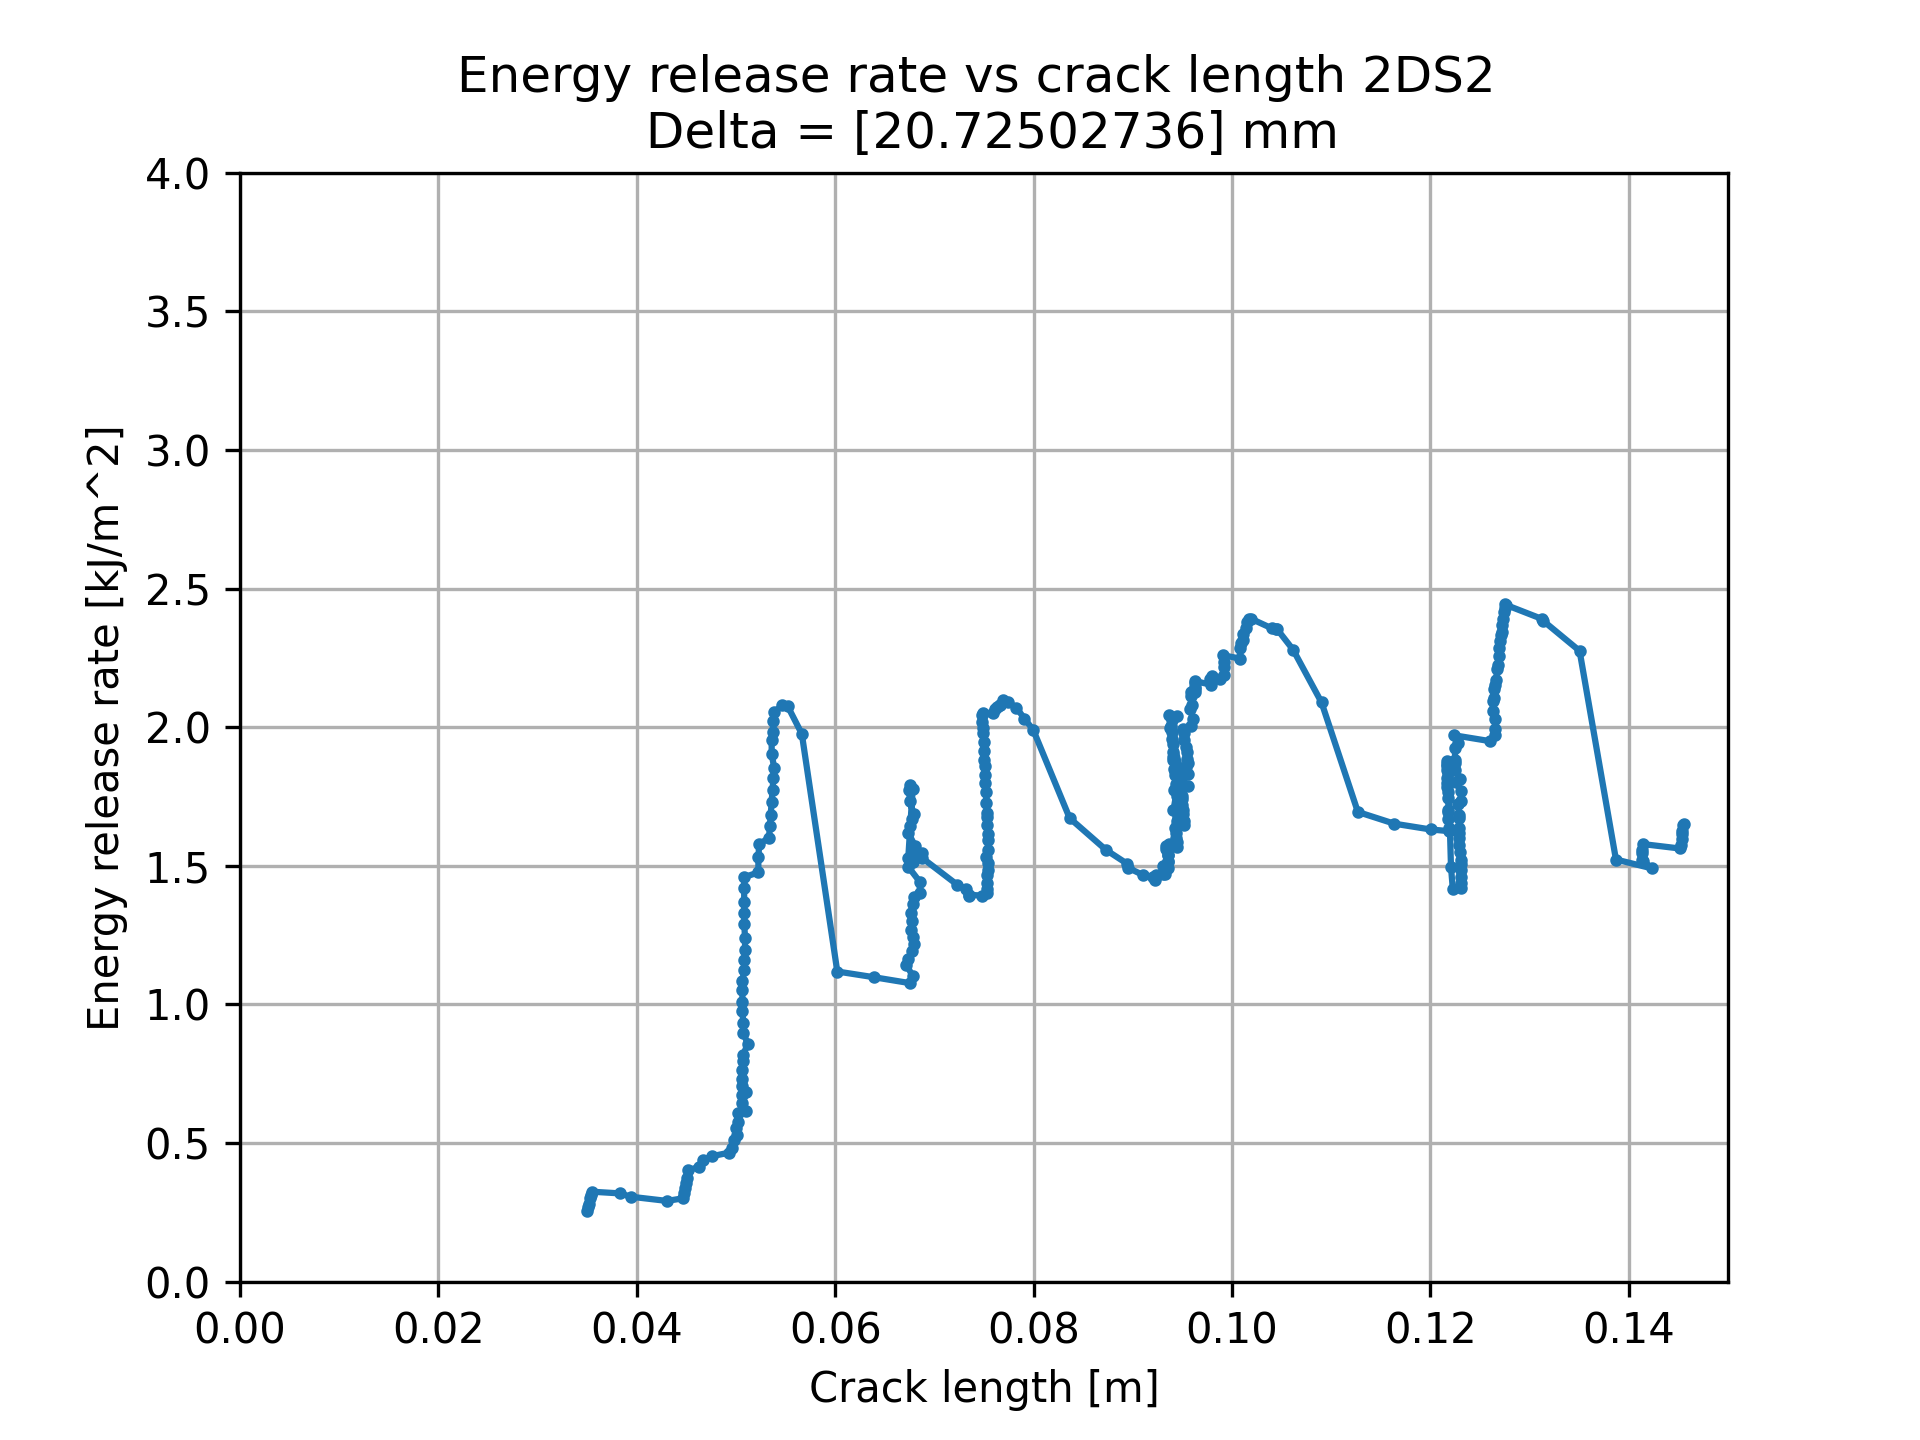 Energy release rate vs crack length 2DS2
Delta = [20.72502736] mm
4.0
3.5
3.0
2.5
2.0
1.5
1.0
0.5
0.0
Energy release rate [kJ/m^2]
0.00 0.02 0.04 0.06 0.08 0.10 0.12 0.14
Crack length [m]